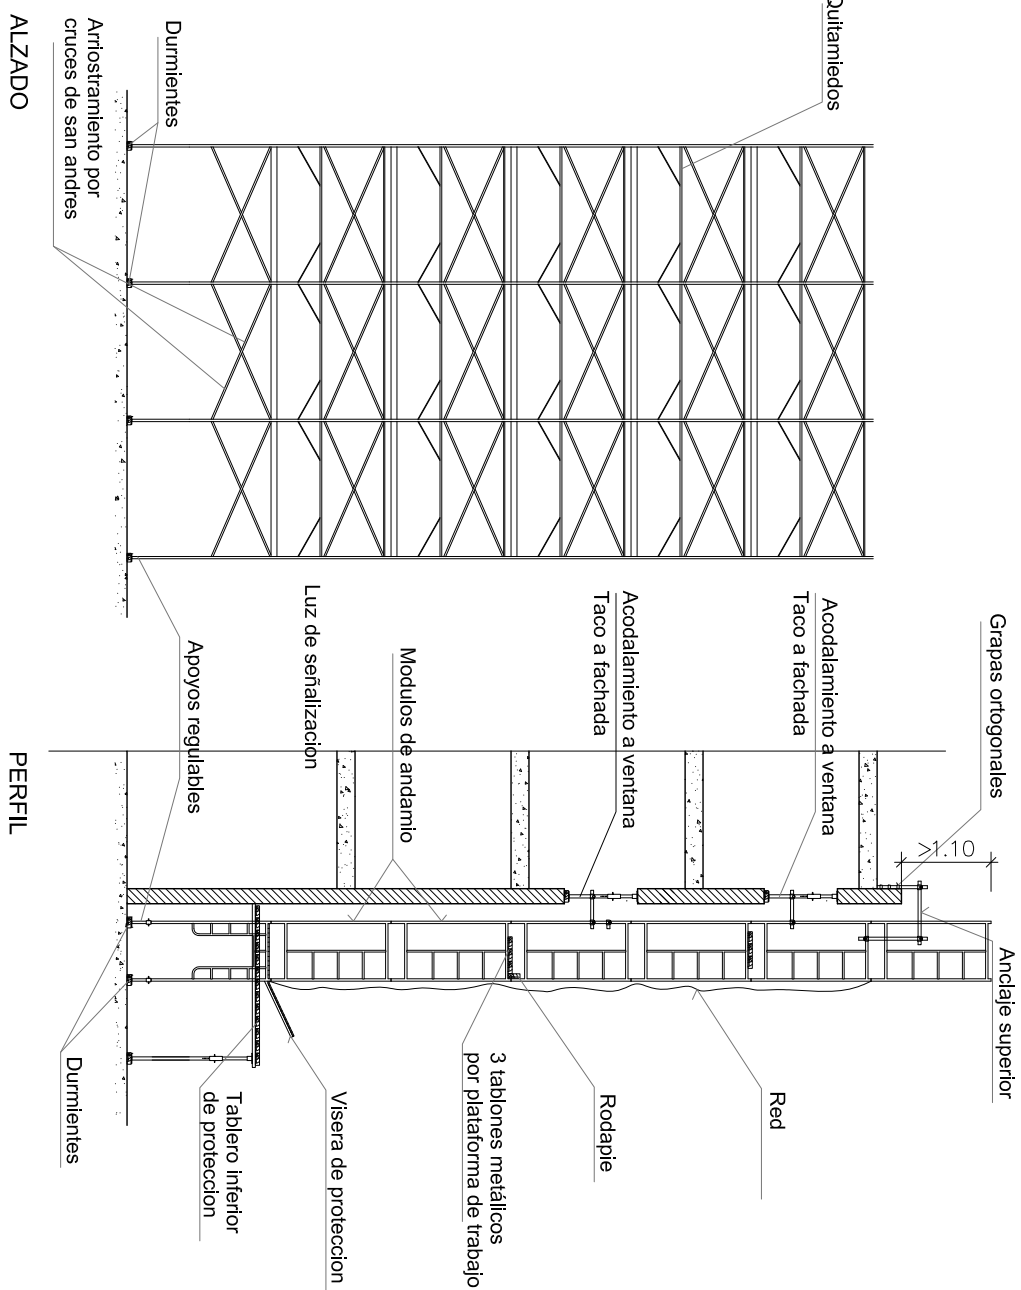 Quitamiedos
Durmientes
Arriostramiento por
cruces de san andres
ALZADO
Grapas ortogonales
Acodalamiento a ventana
Taco a fachada
Acodalamiento a ventana
Taco a fachada
Luz de señalizacion
Modulos de andamio
Apoyos regulables
PERFIL
>1.10
Anclaje superior
Red
Rodapie
3 tablones metálicos
por plataforma de trabajo
Visera de proteccion
Tablero inferior
de proteccion
Durmientes